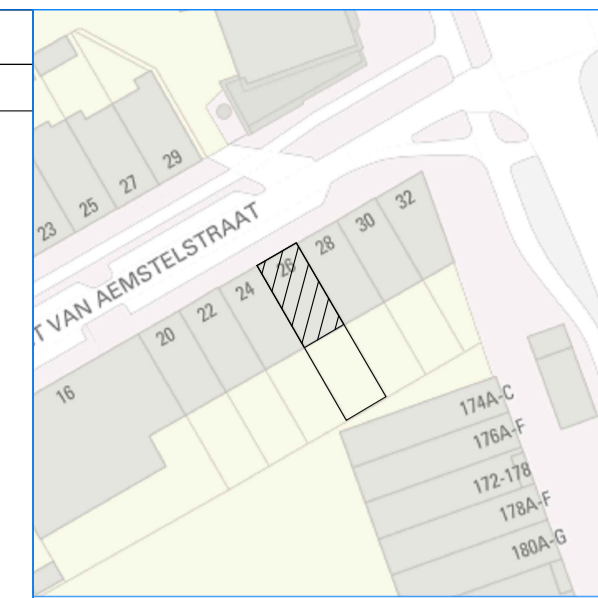 23
25
27
29
T VAN AEMSTELSTRAAT
16
20
22
24
26
28
30
32
174A-C
176A-F
172-178
178A-F
180A-G